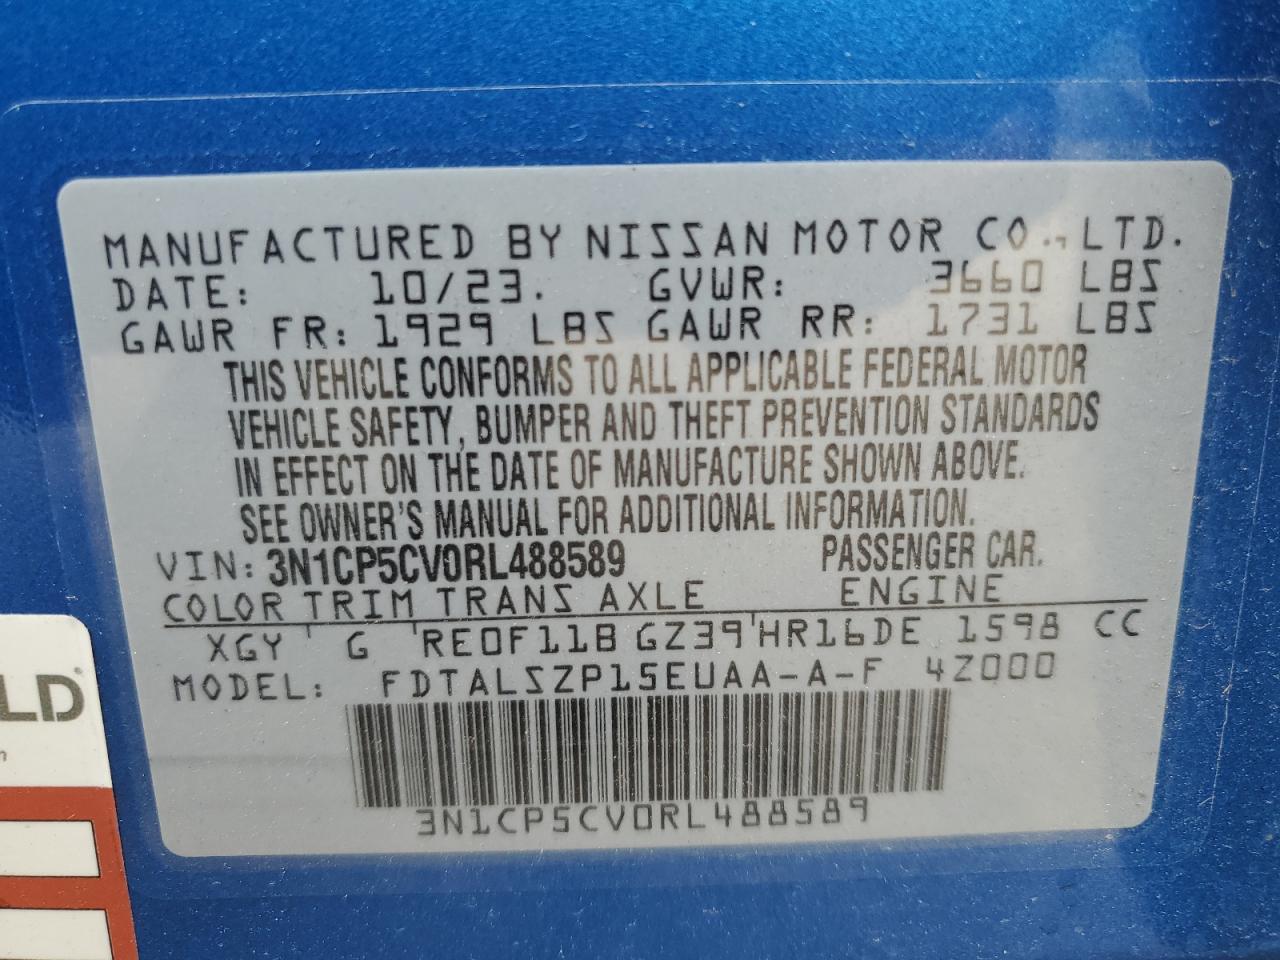 MANUFACTURED BY NISSAN MOTOR CO., LTD.
DATE: 10/23. GVWR: 3660 LBS
GAWR FR: 1929 LBS GAWR RR: 1731 LBS
THIS VEHICLE CONFORMS TO ALL APPLICABLE FEDERAL MOTOR
VEHICLE SAFETY, BUMPER AND THEFT PREVENTION STANDARDS
IN EFFECT ON THE DATE OF MANUFACTURE SHOWN ABOVE.
SEE OWNER'S MANUAL FOR ADDITIONAL INFORMATION.
VIN: 3N1CP5CV0RL488589 PASSENGER CAR.
COLOR TRIM TRANS AXLE ENGINE
XGY G RE0F11B GZ39 HR16DE 1598 CC
MODEL: FDTALSZP15EUAA-A-F 4Z000
3N1CP5CV0RL488589
LD®